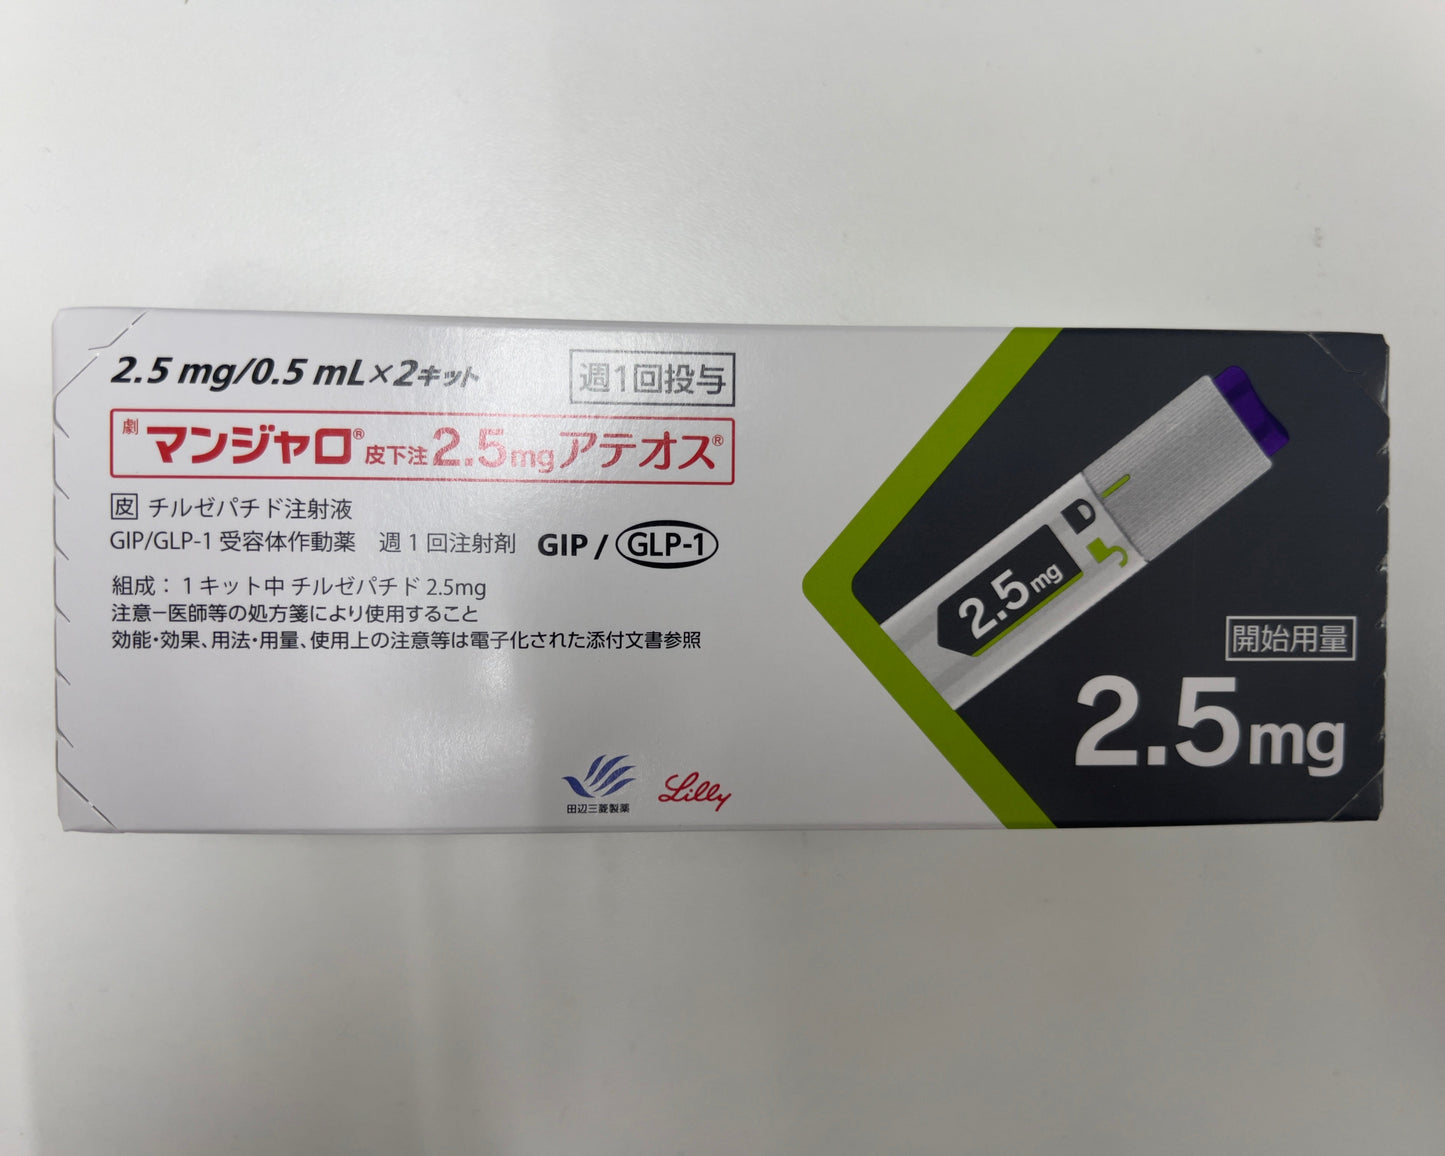 2.5 mg/0.5 mL×2キット
週1回投与
劇 マンジャロ® 皮下注2.5mgアテオス®
皮 チルゼパチド注射液
GIP/GLP-1 受容体作動薬 週1回注射剤 GIP / GLP-1
組成：1キット中 チルゼパチド 2.5mg
注意−医師等の処方箋により使用すること
効能・効果、用法・用量、使用上の注意等は電子化された添付文書参照
田辺三菱製薬
Lilly
2.5mg
開始用量
2.5mg